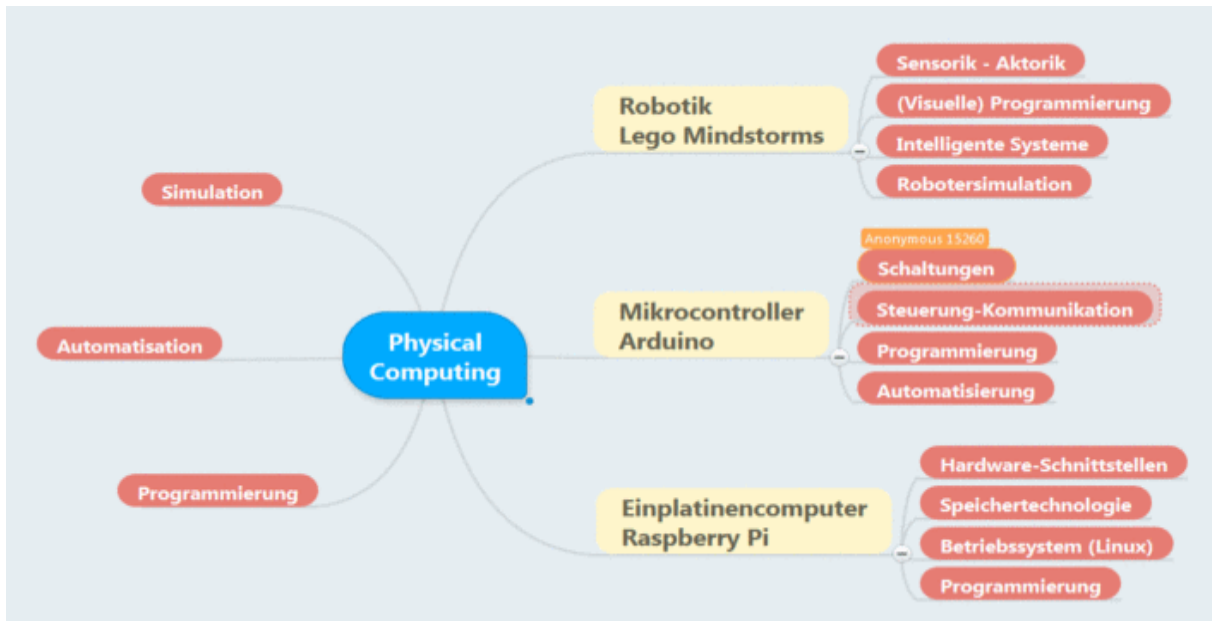 Simulation
Automatisation
Programmierung
Physical
Computing
Robotik
Lego Mindstorms
Sensorik - Aktorik
(Visuelle) Programmierung
Intelligente Systeme
Robotersimulation
Mikrocontroller
Arduino
Anonymous 15260
Schaltungen
Steuerung-Kommunikation
Programmierung
Automatisierung
Einplatinencomputer
Raspberry Pi
Hardware-Schnittstellen
Speichertechnologie
Betriebssystem (Linux)
Programmierung